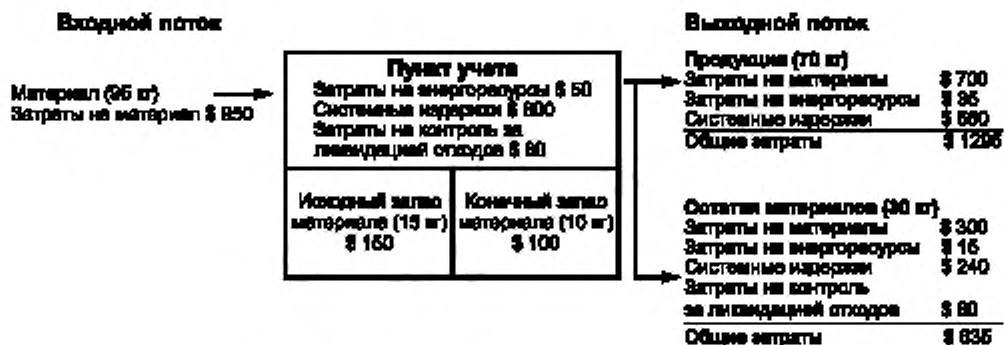 Входной поток
Материал (95 кг)
Затраты на материал $ 950
Пункт учета
Затраты на энергоресурсы $ 50
Системные издержки $ 800
Затраты на контроль за
ликвидацией отходов $ 80
Исходный запас
материала (15 кг)
$ 150
Конечный запас
материала (10 кг)
$ 100
Выходной поток
Продукция (70 кг)
Затраты на материалы $ 700
Затраты на энергоресурсы $ 35
Системные издержки $ 560
Общие затраты $ 1295
Остатки материалов (30 кг)
Затраты на материалы $ 300
Затраты на энергоресурсы $ 15
Системные издержки $ 240
Затраты на контроль
за ликвидацией отходов $ 80
Общие затраты $ 635